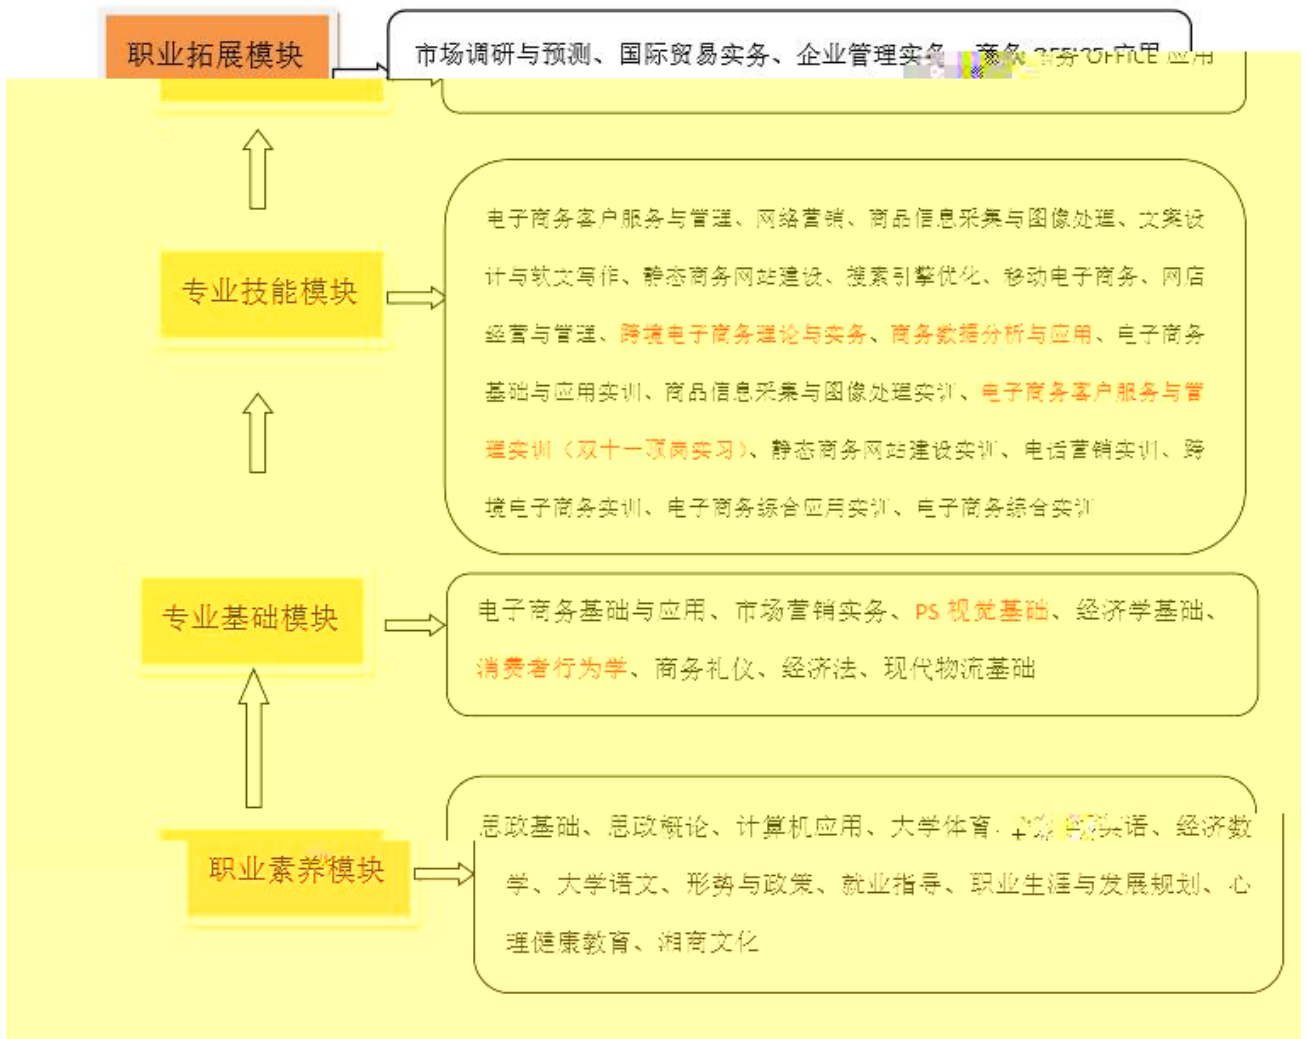 职业拓展模块
市场调研与预测、国际贸易实务、企业管理实务、商务 OFFICE 应用
专业技能模块
电子商务客户服务与管理、网络营销、商品信息采集与图像处理、文案设
计与软文写作、静态商务网站建设、搜索引擎优化、移动电子商务、网店
经营与管理、跨境电子商务理论与实务、商务数据分析与应用、电子商务
基础与应用实训、商品信息采集与图像处理实训、电子商务客户服务与管
理实训（双十一顶岗实习）、静态商务网站建设实训、电话营销实训、跨
境电子商务实训、电子商务综合应用实训、电子商务综合实训
专业基础模块
电子商务基础与应用、市场营销实务、PS 视觉基础、经济学基础、
消费者行为学、商务礼仪、经济法、现代物流基础
职业素养模块
思政基础、思政概论、计算机应用、大学体育、英语、经济数
学、大学语文、形势与政策、就业指导、职业生涯与发展规划、心
理健康教育、湘商文化